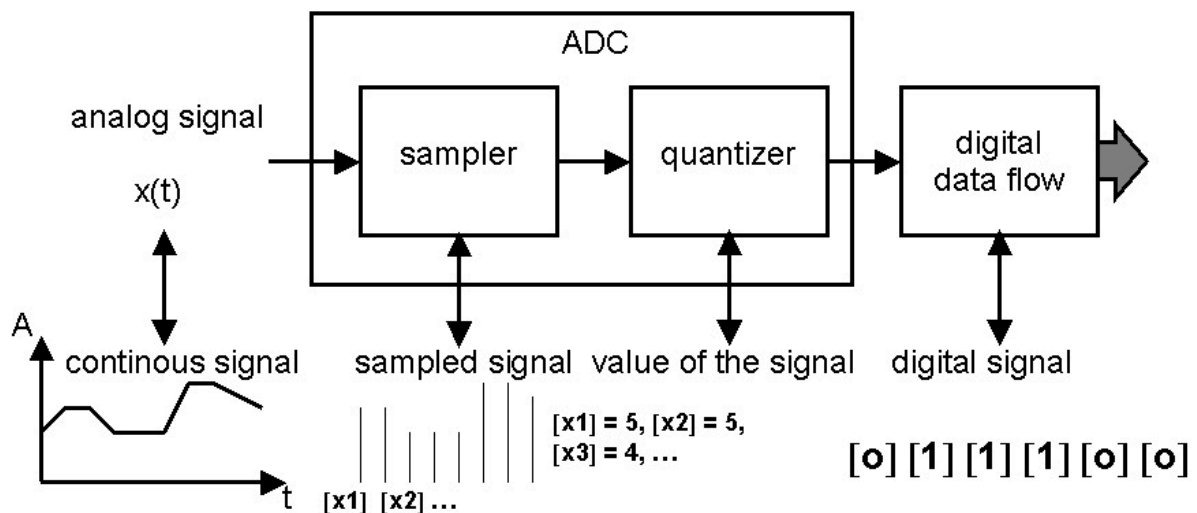 ADC
analog signal
sampler
quantizer
digital
data flow
x(t)
A
continous signal
sampled signal
value of the signal
digital signal
[x1] = 5, [x2] = 5,
[x3] = 4, ...
[o] [1] [1] [1] [o] [o]
t
[x1] [x2] ...